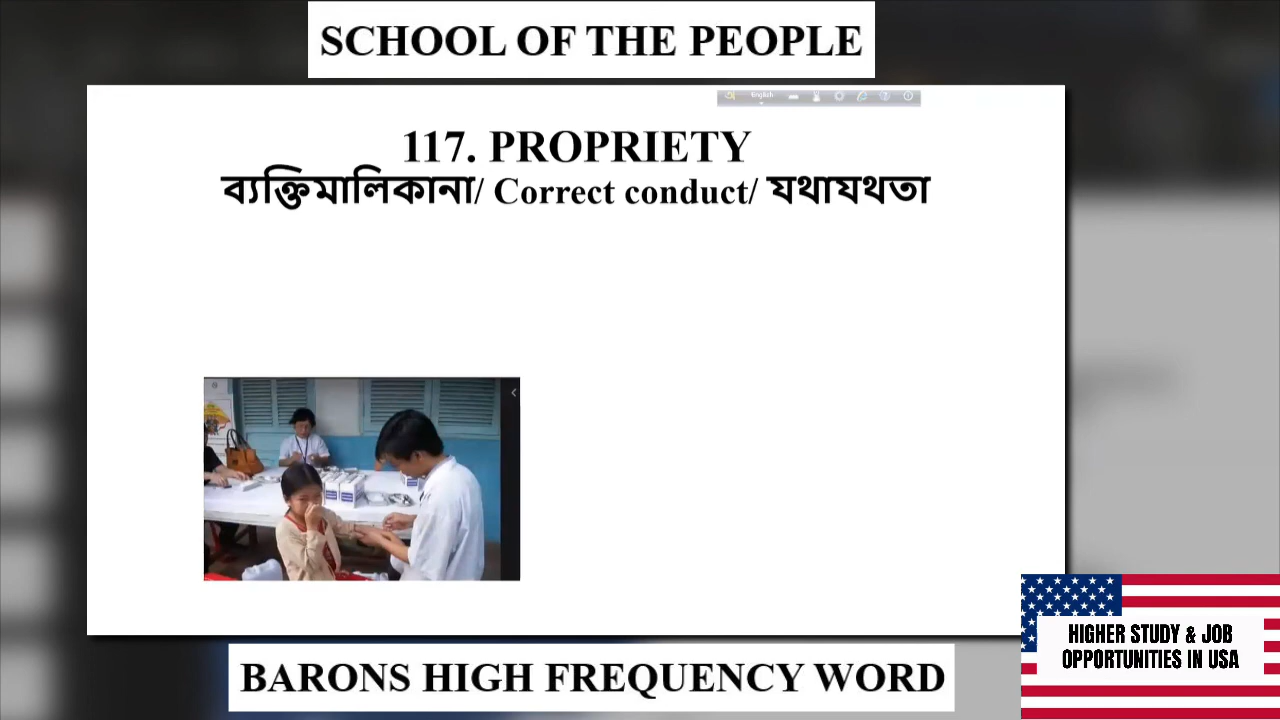 SCHOOL OF THE PEOPLE
English
117. PROPRIETY
ব্যক্তিমালিকানা/ Correct conduct/ যথাযথতা
HIGHER STUDY & JOB
OPPORTUNITIES IN USA
BARONS HIGH FREQUENCY WORD